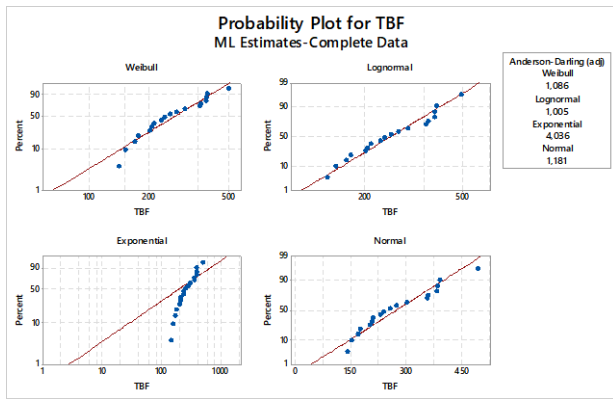 Probability Plot for TBF
ML Estimates-Complete Data
Weibull
Percent
90
50
10
1
100
200
500
TBF
Lognormal
Percent
99
90
50
10
1
200
500
TBF
Anderson-Darling (adj)
Weibull
1,086
Lognormal
1,005
Exponential
4,036
Normal
1,181
Exponential
Percent
90
50
10
1
1
10
100
1000
TBF
Normal
Percent
99
90
50
10
1
0
150
300
450
TBF